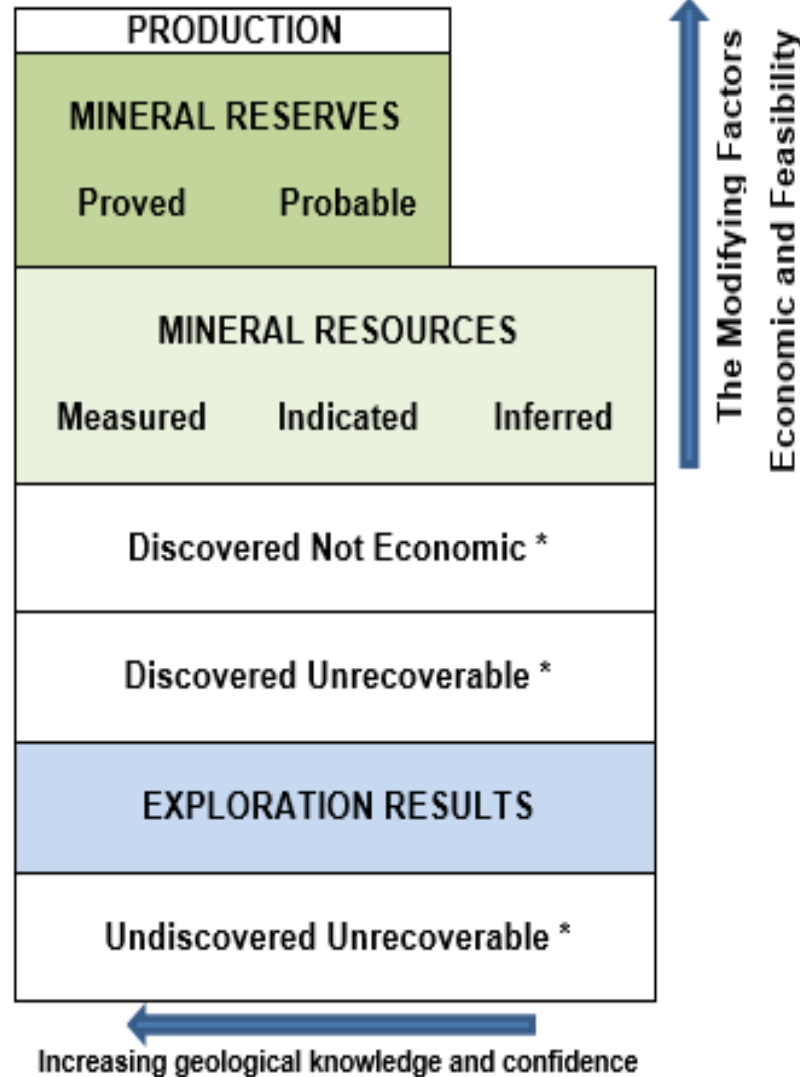 PRODUCTION
MINERAL RESERVES
Proved Probable
MINERAL RESOURCES
Measured Indicated Inferred
Discovered Not Economic *
Discovered Unrecoverable *
EXPLORATION RESULTS
Undiscovered Unrecoverable *
Increasing geological knowledge and confidence
The Modifying Factors
Economic and Feasibility